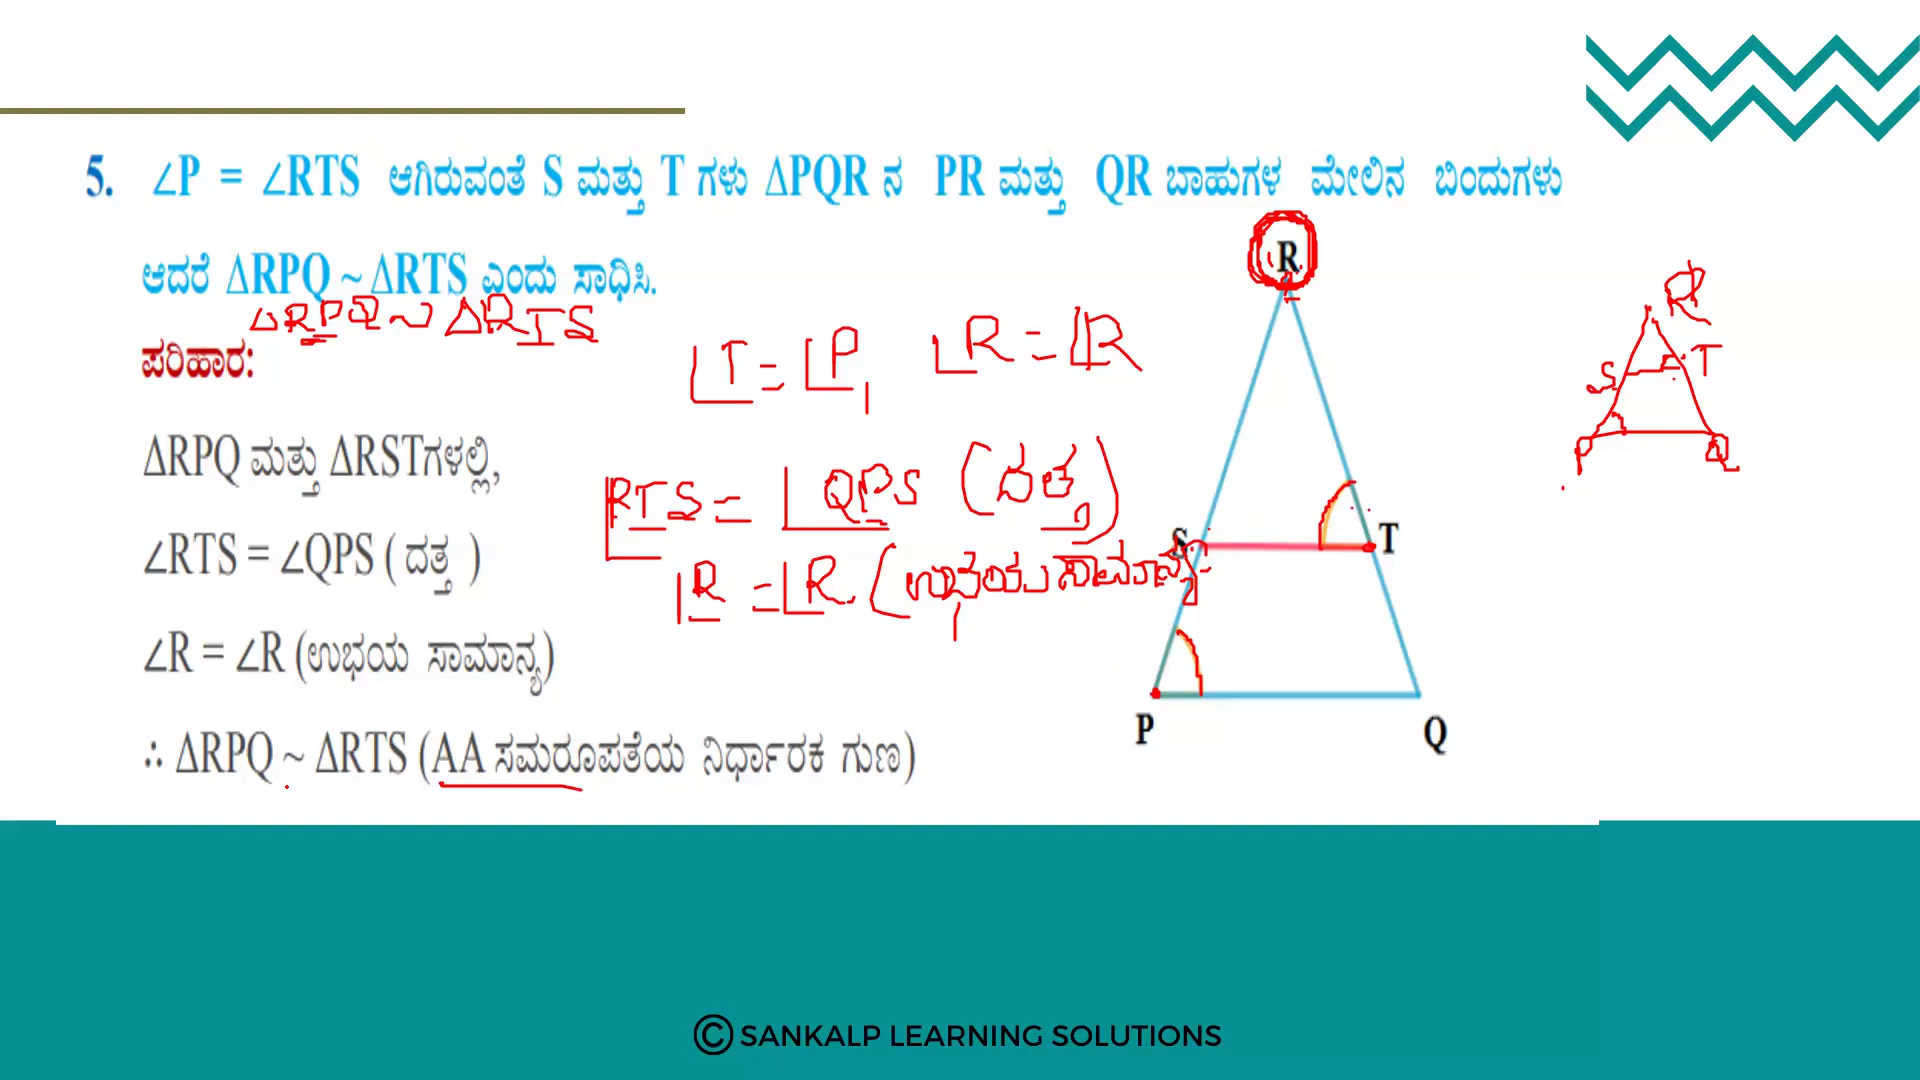 5. ∠P = ∠RTS ಆಗಿರುವಂತೆ S ಮತ್ತು T ಗಳು ΔPQR ನ PR ಮತ್ತು QR ಬಾಹುಗಳ ಮೇಲಿನ ಬಿಂದುಗಳು
ಆದರೆ ΔRPQ ~ ΔRTS ಎಂದು ಸಾಧಿಸಿ.
ΔRPQ ~ ΔRTS
ಪರಿಹಾರ:
∠T = ∠P, ∠R = ∠R
ΔRPQ ಮತ್ತು ΔRSTಗಳಲ್ಲಿ,
∠RTS = ∠QPS (ದತ್ತ)
∠RTS = ∠QPS ( ದತ್ತ )
∠R = ∠R (ಉಭಯ ಸಾಮಾನ್ಯ)
∠R = ∠R (ಉಭಯ ಸಾಮಾನ್ಯ)
∴ ΔRPQ ~ ΔRTS (AA ಸಮರೂಪತೆಯ ನಿರ್ಧಾರಕ ಗುಣ)
R
S T
P Q
R
S T
P Q
© SANKALP LEARNING SOLUTIONS